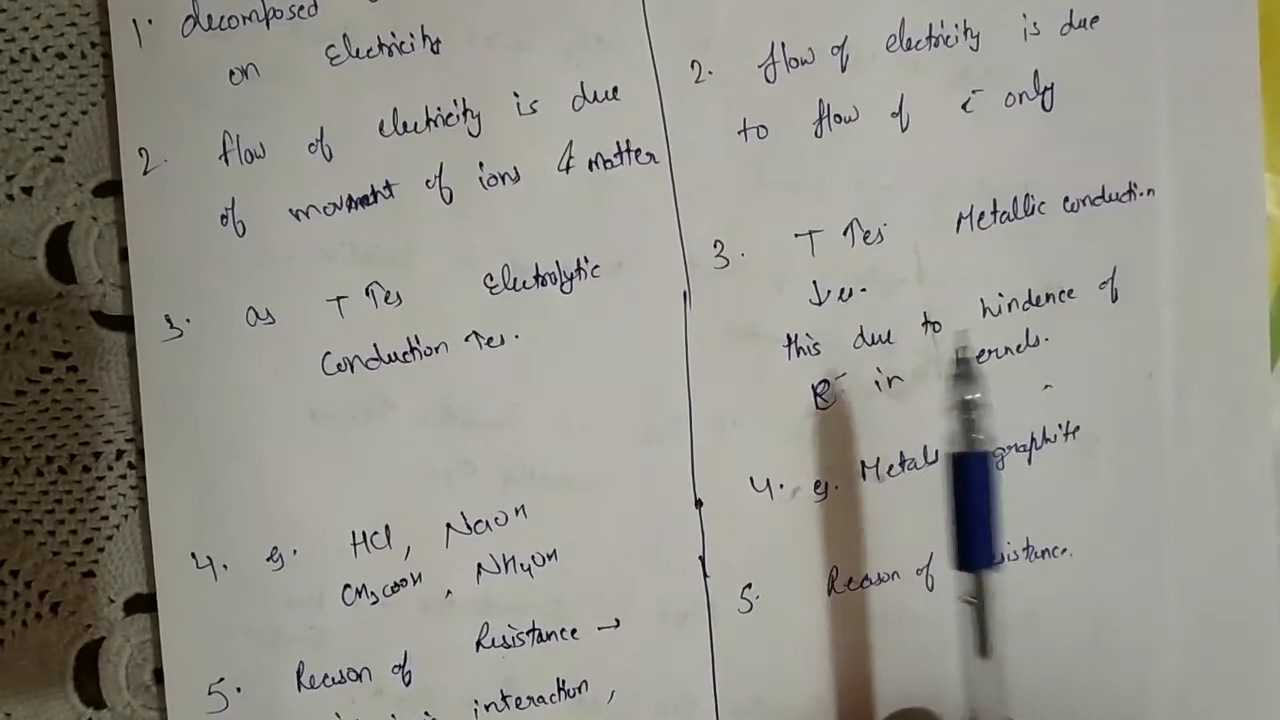 1. decomposed
on Electricity
2. flow of electricity is due
of movement of ions & matter
3. as T ↑es Electrolytic
Conduction ↑es.
4. eg. HCl, NaOH
CH3COOH, NH4OH
5. Reason of Resistance →
interaction,
2. flow of electricity is due
to flow of e- only
3. T ↑es Metallic conduction
↓es.
this due to hindence of
e- in kernels.
4. eg. Metals graphite
5. Reason of